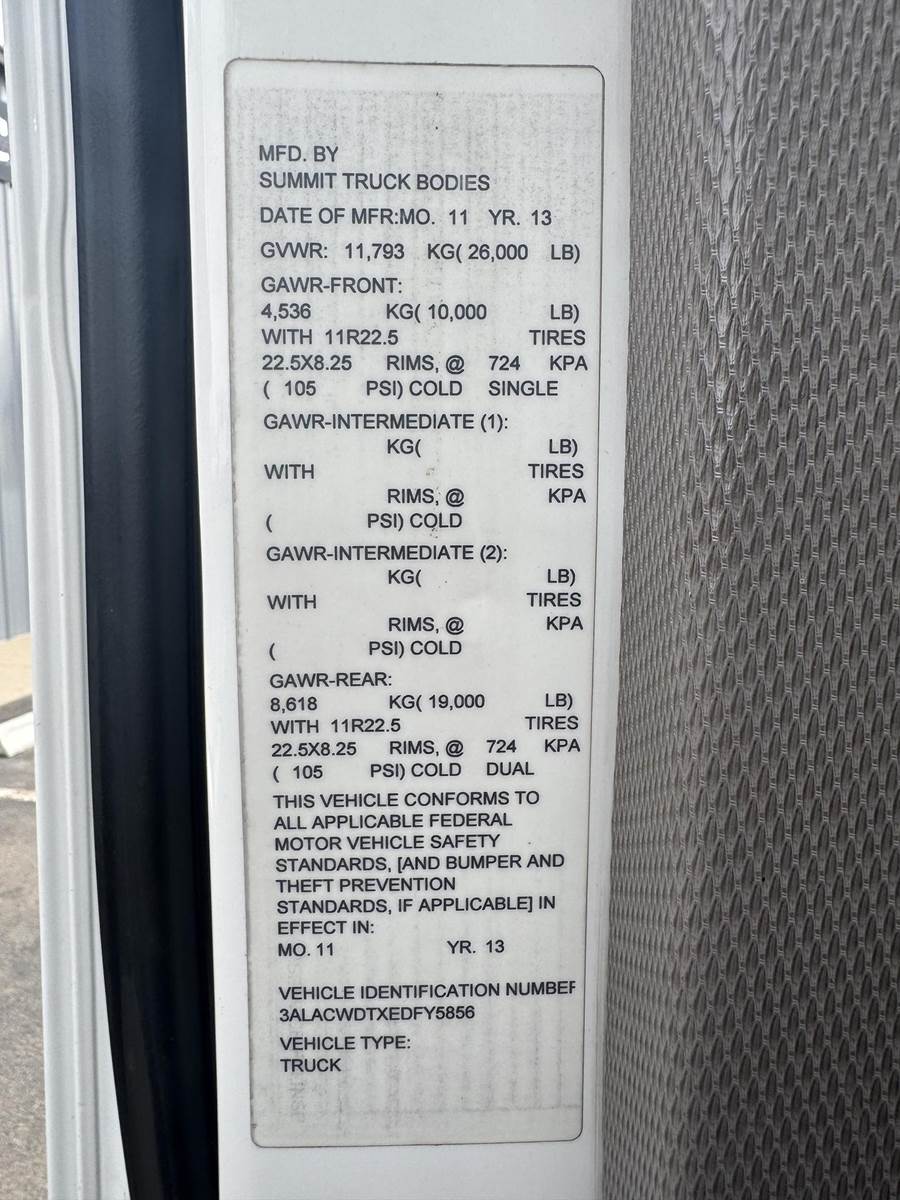 MFD. BY
SUMMIT TRUCK BODIES
DATE OF MFR:MO. 11 YR. 13
GVWR: 11,793 KG( 26,000 LB)
GAWR-FRONT:
4,536 KG( 10,000 LB)
WITH 11R22.5 TIRES
22.5X8.25 RIMS, @ 724 KPA
( 105 PSI) COLD SINGLE
GAWR-INTERMEDIATE (1):
KG( LB)
WITH TIRES
RIMS, @ KPA
( PSI) COLD
GAWR-INTERMEDIATE (2):
KG( LB)
WITH TIRES
RIMS, @ KPA
( PSI) COLD
GAWR-REAR:
8,618 KG( 19,000 LB)
WITH 11R22.5 TIRES
22.5X8.25 RIMS, @ 724 KPA
( 105 PSI) COLD DUAL
THIS VEHICLE CONFORMS TO
ALL APPLICABLE FEDERAL
MOTOR VEHICLE SAFETY
STANDARDS, [AND BUMPER AND
THEFT PREVENTION
STANDARDS, IF APPLICABLE] IN
EFFECT IN:
MO. 11 YR. 13
VEHICLE IDENTIFICATION NUMBER
3ALACWDTXEDFY5856
VEHICLE TYPE:
TRUCK